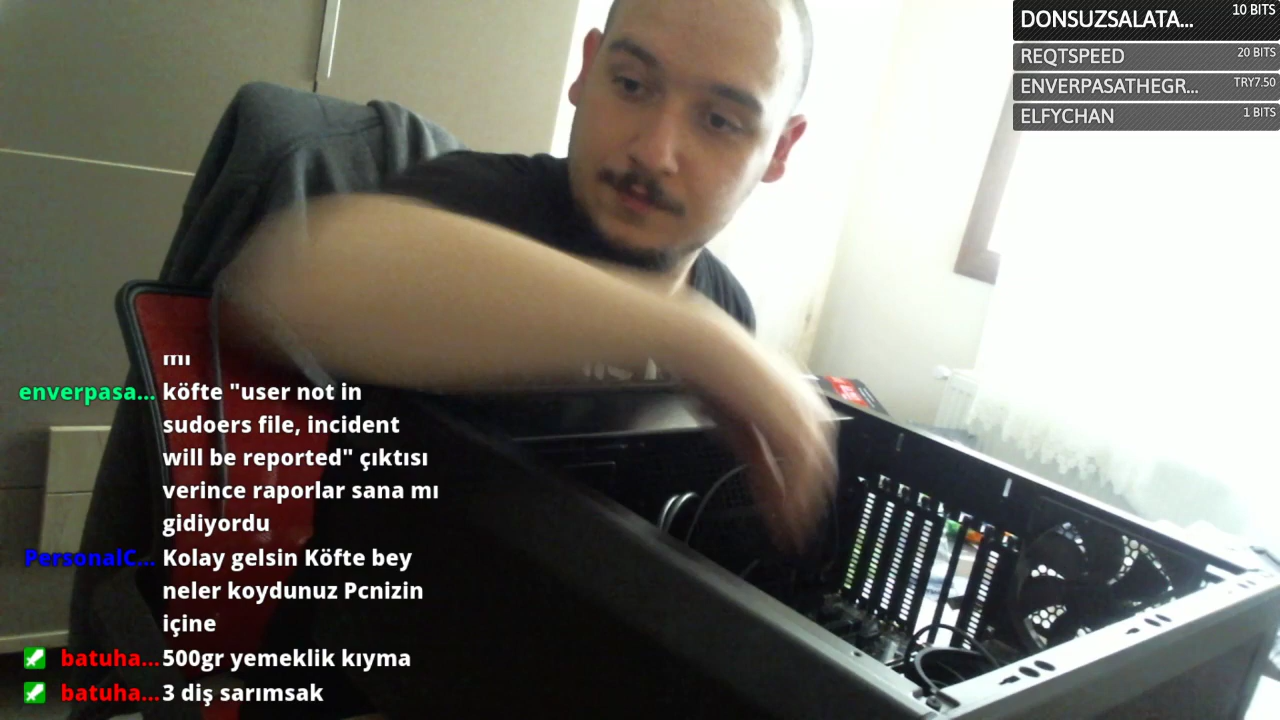 DONSUZSALATA...
10 BITS
REQTSPEED
20 BITS
ENVERPASATHEGR...
TRY7.50
ELFYCHAN
1 BITS
mı
enverpasa... köfte "user not in
sudoers file, incident
will be reported" çıktısı
verince raporlar sana mı
gidiyordu
PersonalC... Kolay gelsin Köfte bey
neler koydunuz Pcnizin
içine
batuha... 500gr yemeklik kıyma
batuha... 3 diş sarımsak